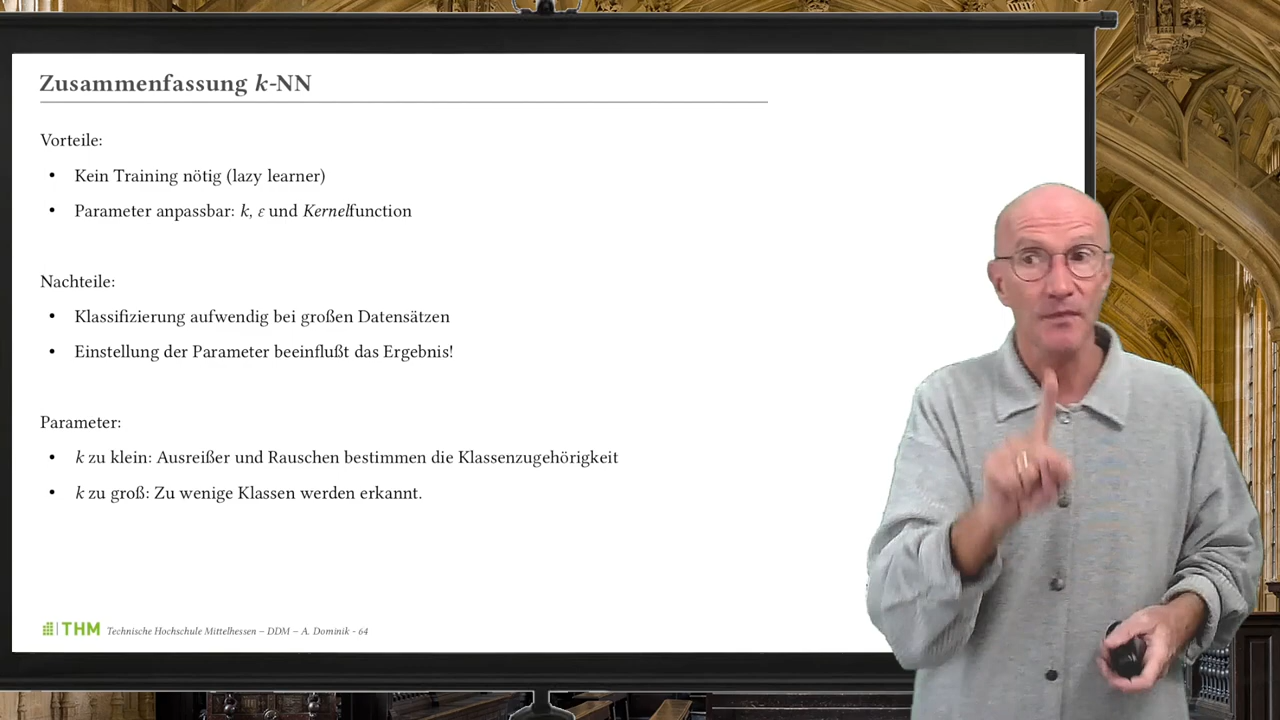 Zusammenfassung k-NN
Vorteile:
• Kein Training nötig (lazy learner)
• Parameter anpassbar: k, ε und Kernelfunction
Nachteile:
• Klassifizierung aufwendig bei großen Datensätzen
• Einstellung der Parameter beeinflußt das Ergebnis!
Parameter:
• k zu klein: Ausreißer und Rauschen bestimmen die Klassenzugehörigkeit
• k zu groß: Zu wenige Klassen werden erkannt.
THM Technische Hochschule Mittelhessen – DDM – A. Dominik - 64